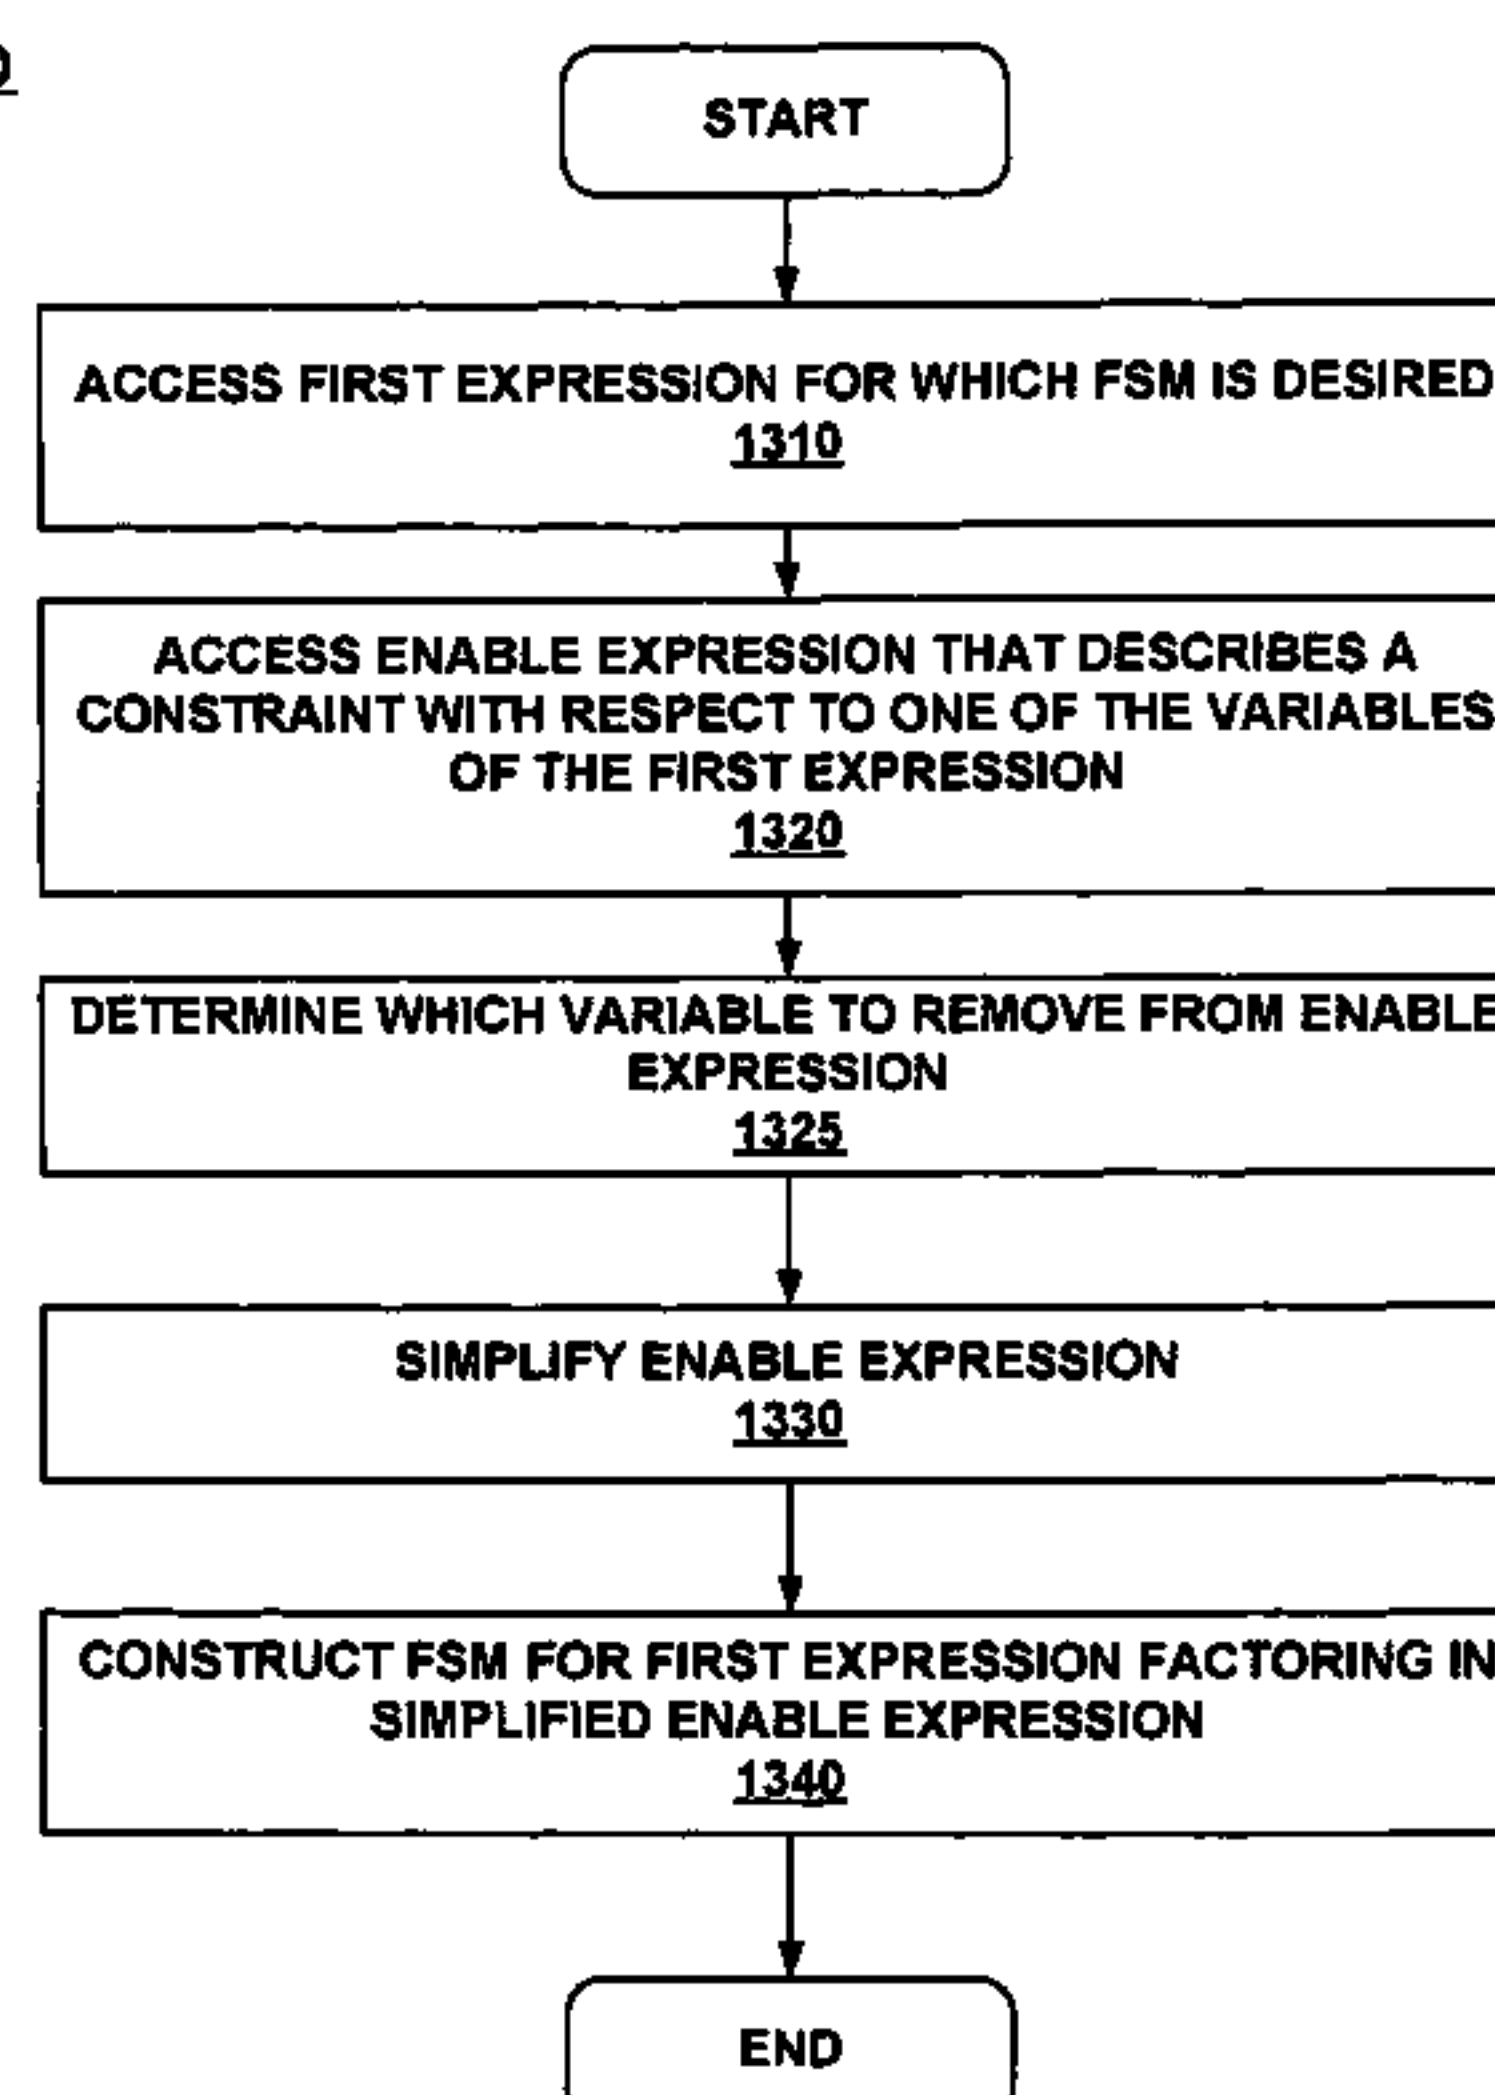 START
ACCESS FIRST EXPRESSION FOR WHICH FSM IS DESIRED
1310
ACCESS ENABLE EXPRESSION THAT DESCRIBES A
CONSTRAINT WITH RESPECT TO ONE OF THE VARIABLES
OF THE FIRST EXPRESSION
1320
DETERMINE WHICH VARIABLE TO REMOVE FROM ENABLE
EXPRESSION
1325
SIMPLIFY ENABLE EXPRESSION
1330
CONSTRUCT FSM FOR FIRST EXPRESSION FACTORING IN
SIMPLIFIED ENABLE EXPRESSION
1340
END